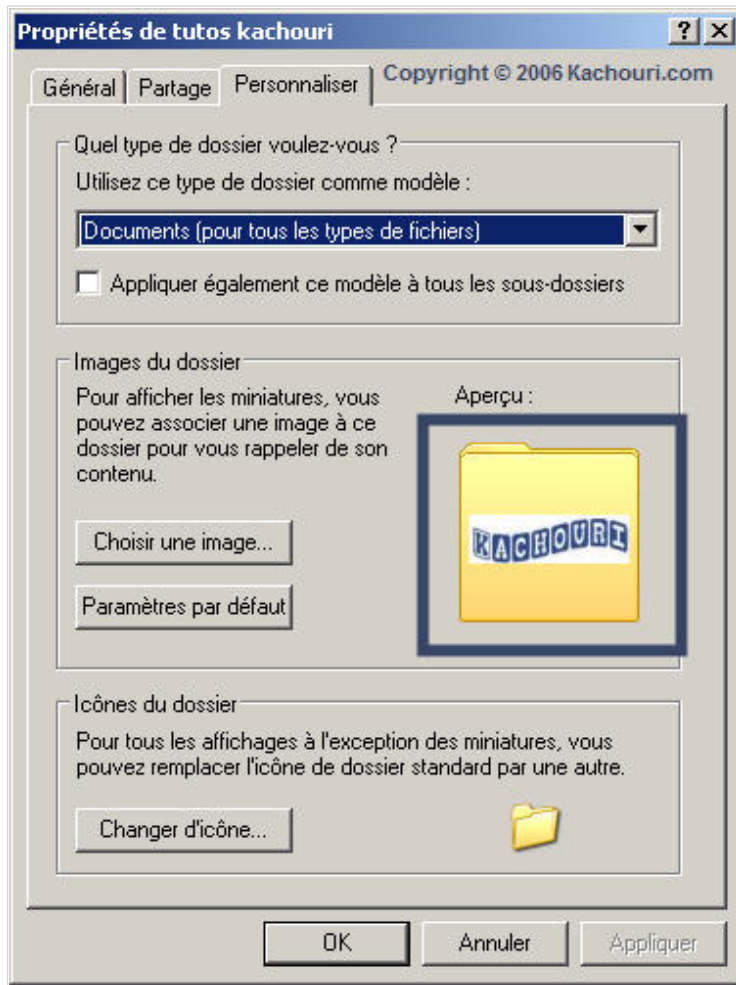 Propriétés de tutos kachouri
Général Partage Personnaliser Copyright © 2006 Kachouri.com
Quel type de dossier voulez-vous ?
Utilisez ce type de dossier comme modèle :
Documents (pour tous les types de fichiers)
Appliquer également ce modèle à tous les sous-dossiers
Images du dossier
Pour afficher les miniatures, vous
pouvez associer une image à ce
dossier pour vous rappeler de son
contenu.
Aperçu :
KACHOURI
Choisir une image...
Paramètres par défaut
Icônes du dossier
Pour tous les affichages à l'exception des miniatures, vous
pouvez remplacer l'icône de dossier standard par une autre.
Changer d'icône...
OK Annuler Appliquer